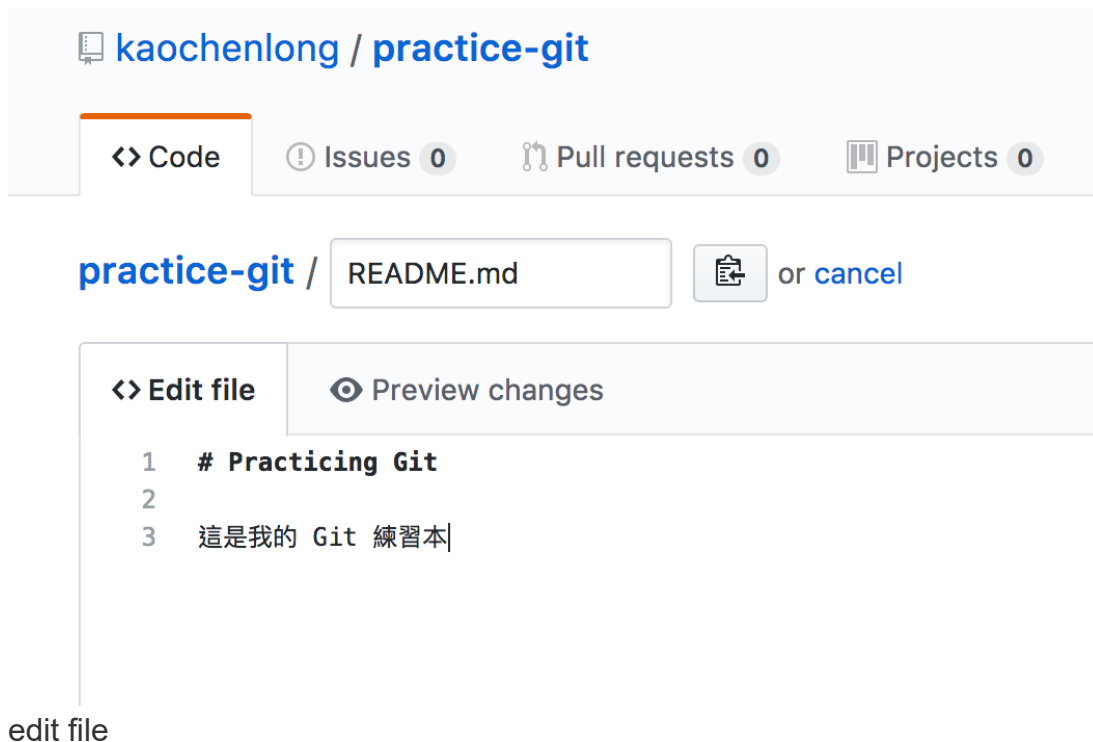 kaochenlong / practice-git
Code Issues 0 Pull requests 0 Projects 0
practice-git / README.md or cancel
Edit file Preview changes
1 # Practicing Git
2
3 這是我的 Git 練習本
edit file